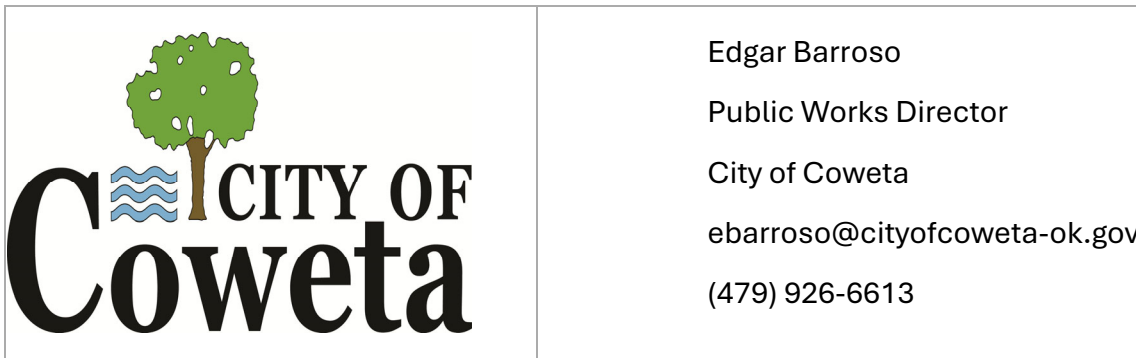 CITY OF
Coweta
Edgar Barroso
Public Works Director
City of Coweta
ebarroso@cityofcoweta-ok.gov
(479) 926-6613